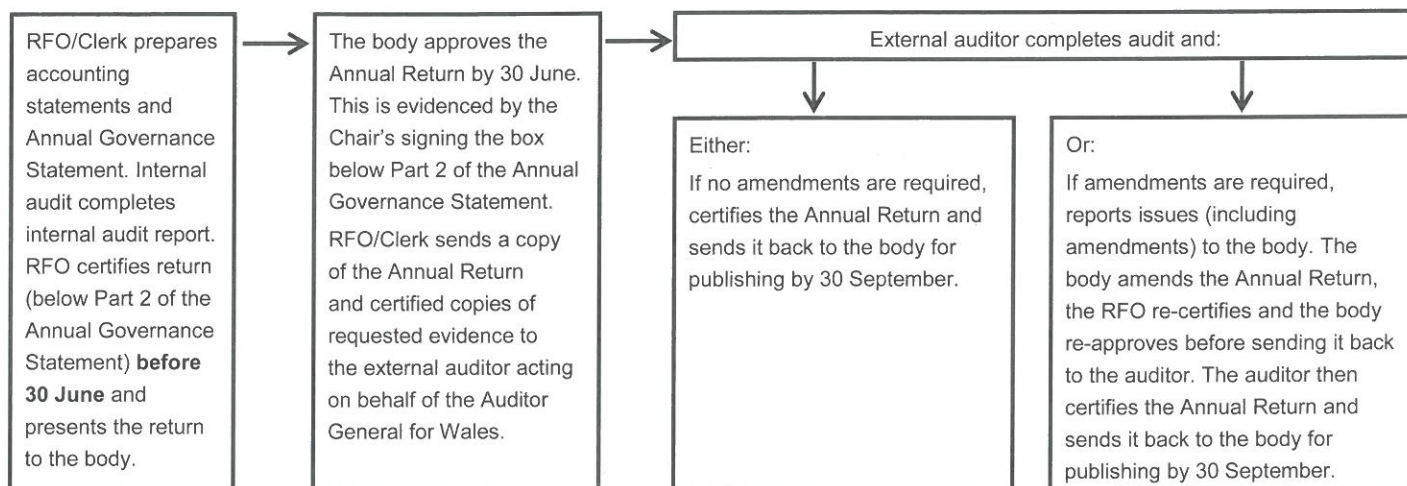 RFO/Clerk prepares
accounting
statements and
Annual Governance
Statement. Internal
audit completes
internal audit report.
RFO certifies return
(below Part 2 of the
Annual Governance
Statement) before
30 June and
presents the return
to the body.
The body approves the
Annual Return by 30 June.
This is evidenced by the
Chair's signing the box
below Part 2 of the Annual
Governance Statement.
RFO/Clerk sends a copy
of the Annual Return
and certified copies of
requested evidence to
the external auditor acting
on behalf of the Auditor
General for Wales.
External auditor completes audit and:
Either:
If no amendments are required,
certifies the Annual Return and
sends it back to the body for
publishing by 30 September.
Or:
If amendments are required,
reports issues (including
amendments) to the body. The
body amends the Annual Return,
the RFO re-certifies and the body
re-approves before sending it back
to the auditor. The auditor then
certifies the Annual Return and
sends it back to the body for
publishing by 30 September.